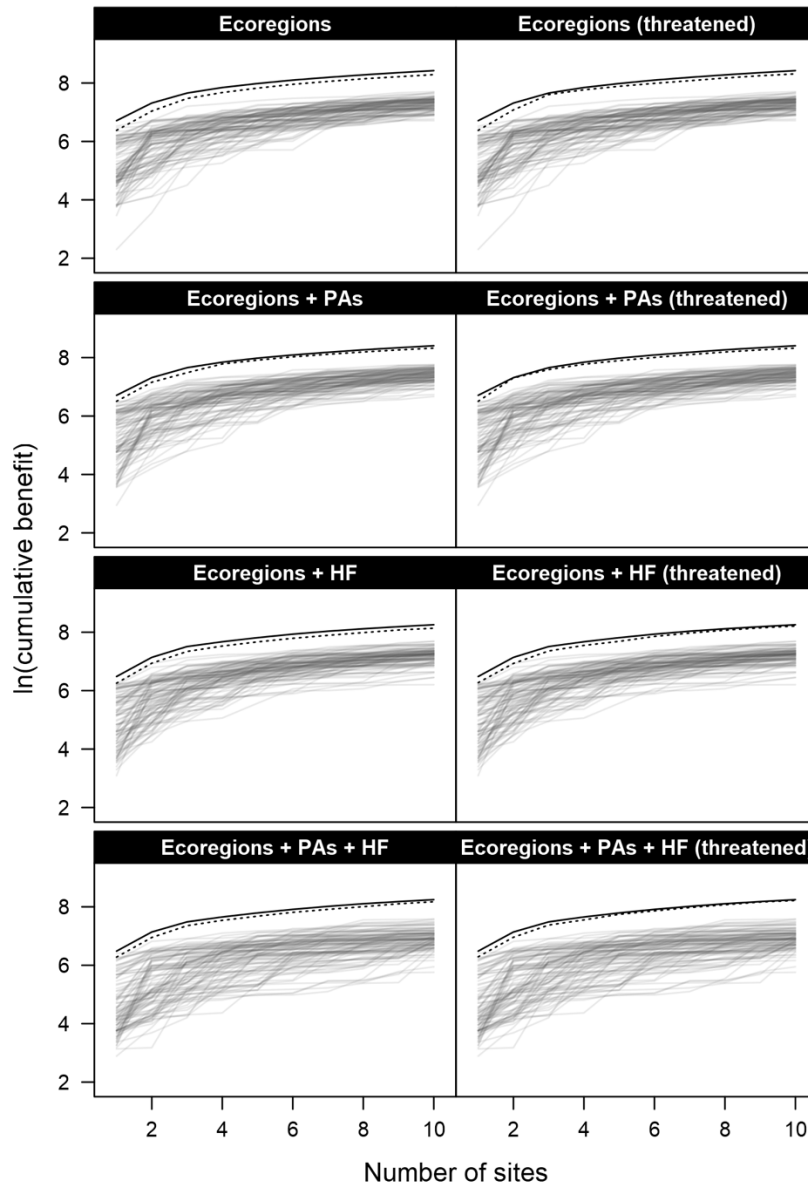 Ecoregions
Ecoregions (threatened)
8
6
4
2
Ecoregions + PAs
Ecoregions + PAs (threatened)
8
6
4
2
Ecoregions + HF
Ecoregions + HF (threatened)
8
6
4
2
Ecoregions + PAs + HF
Ecoregions + PAs + HF (threatened
8
6
4
2
2 4 6 8 10
2 4 6 8 10
ln(cumulative benefit)
Number of sites